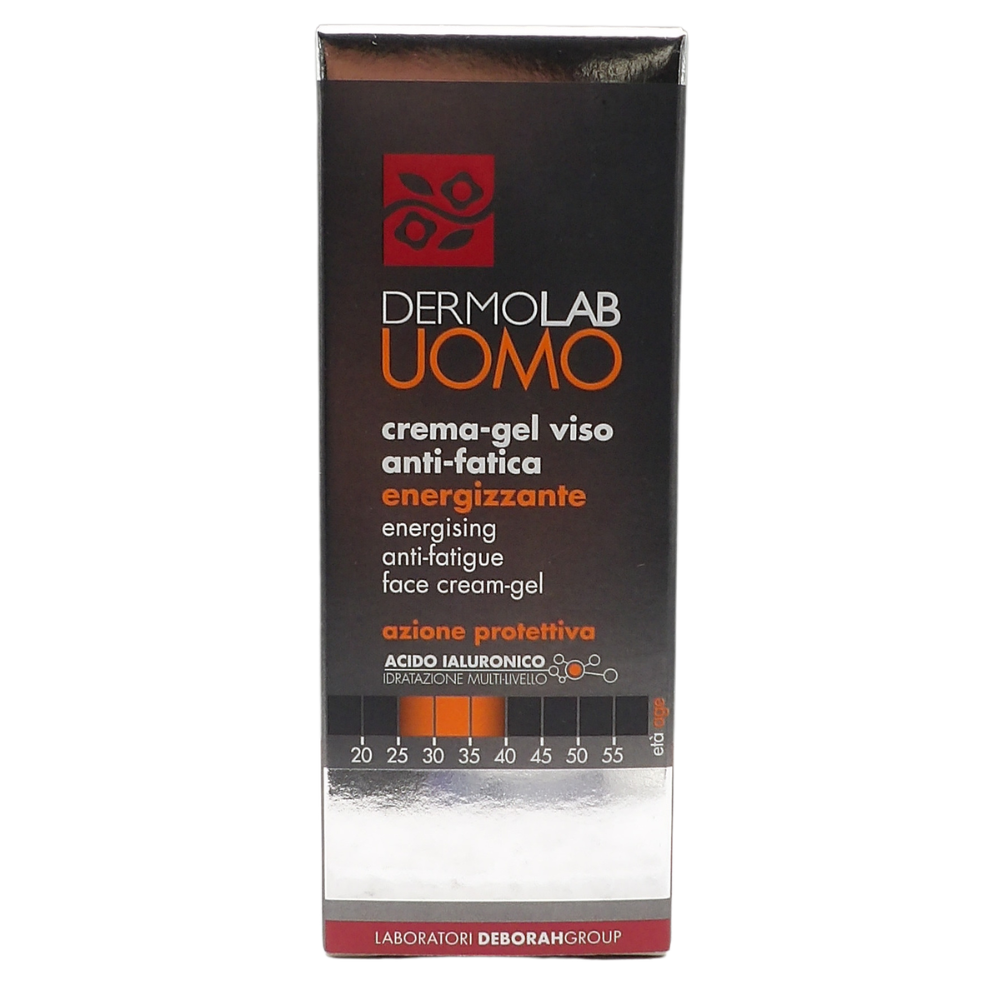 DERMOLAB
UOMO
crema-gel viso
anti-fatica
energizzante
energising
anti-fatigue
face cream-gel
azione protettiva
ACIDO IALURONICO
IDRATAZIONE MULTI-LIVELLO
20 25 30 35 40 45 50 55
età age
LABORATORI DEBORAHGROUP